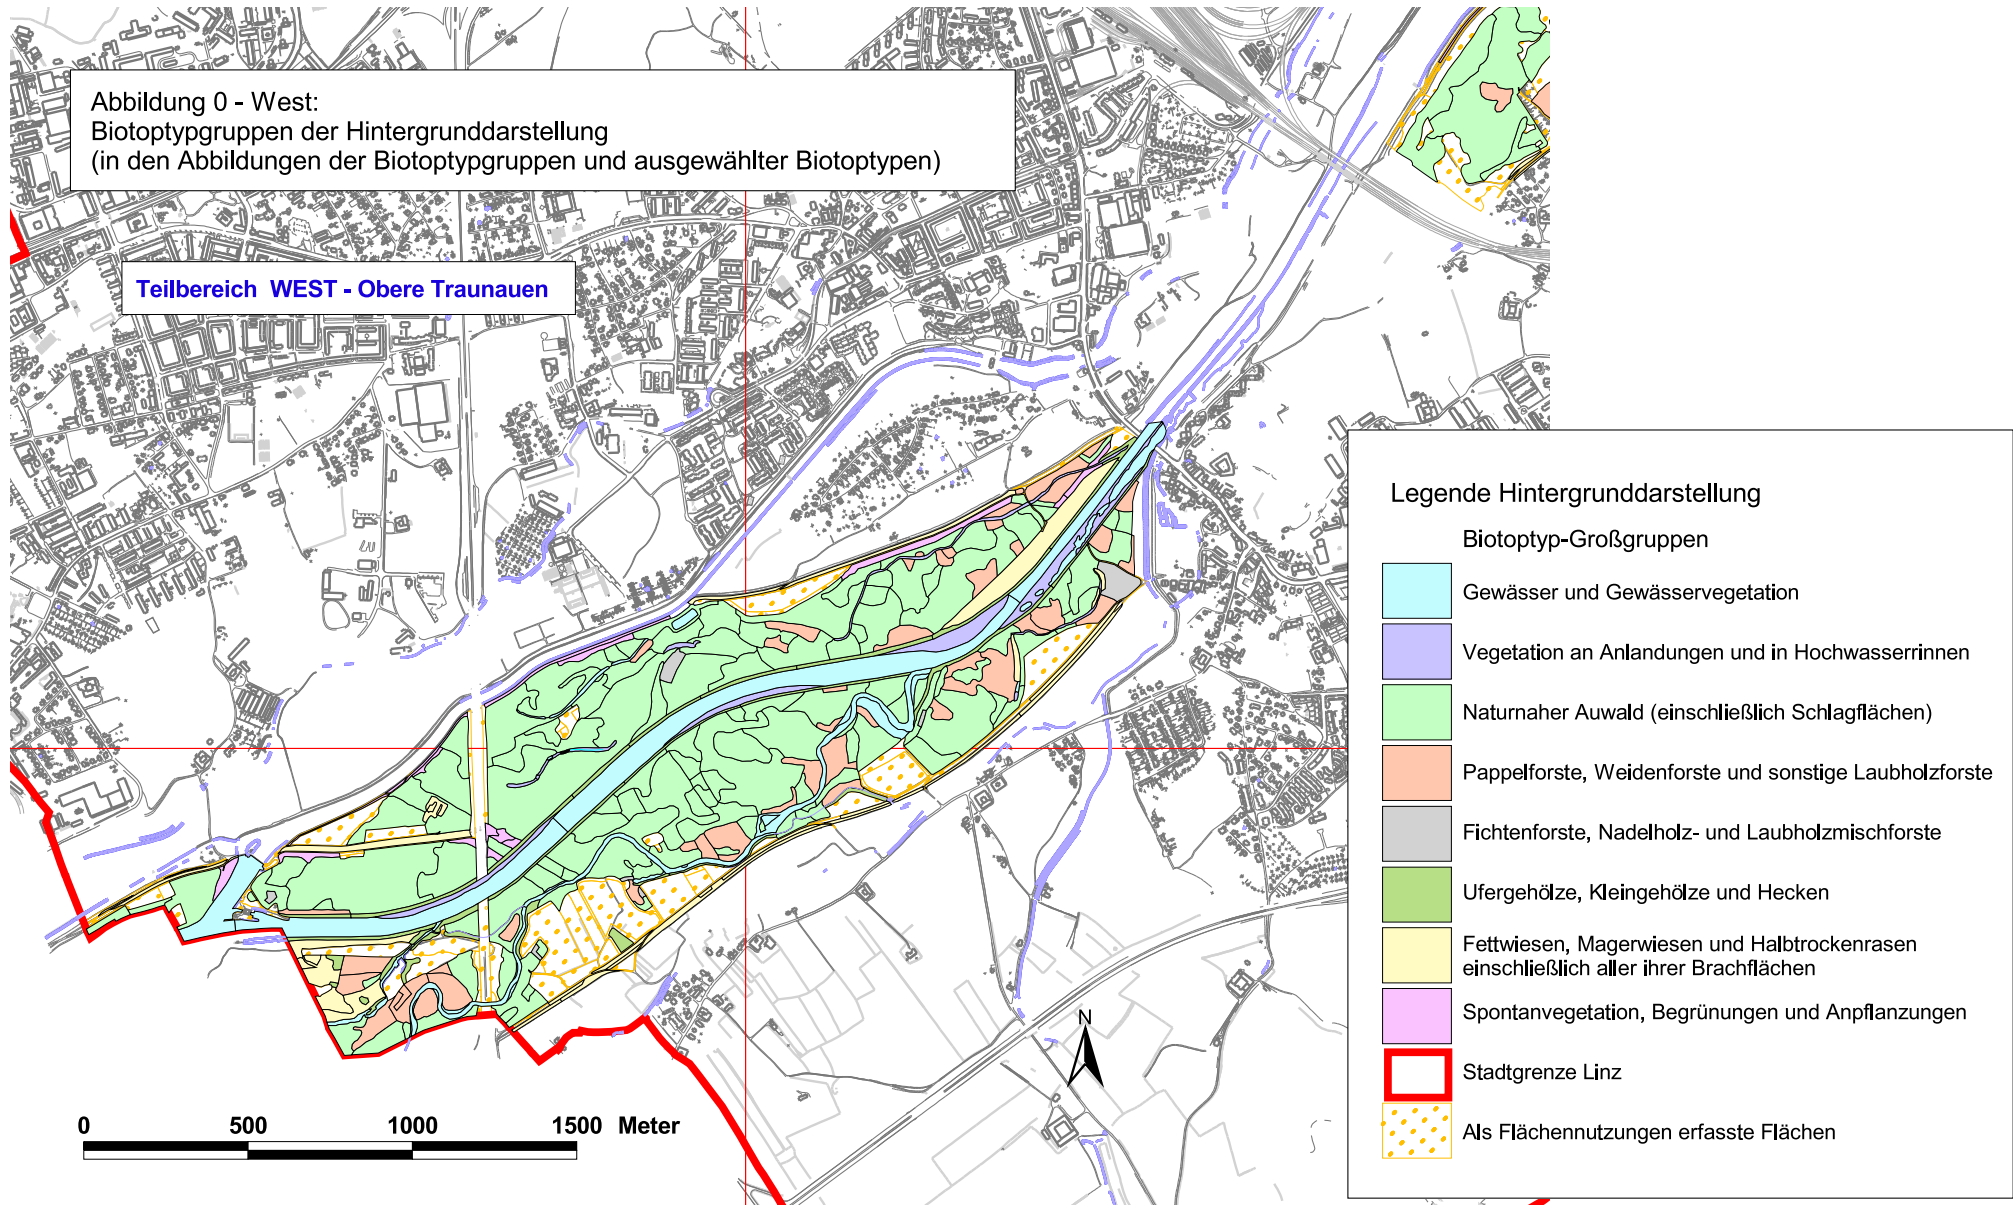 Abbildung 0 - West:
Biotoptypgruppen der Hintergrunddarstellung
(in den Abbildungen der Biotoptypgruppen und ausgewählter Biotoptypen)
Teilbereich WEST - Obere Traunauen
Legende Hintergrunddarstellung
Biotoptyp-Großgruppen
Gewässer und Gewässervegetation
Vegetation an Anlandungen und in Hochwasserrinnen
Naturnaher Auwald (einschließlich Schlagflächen)
Pappelforste, Weidenforste und sonstige Laubholzforste
Fichtenforste, Nadelholz- und Laubholzmischforste
Ufergehölze, Kleingehölze und Hecken
Fettwiesen, Magerwiesen und Halbtrockenrasen
einschließlich aller ihrer Brachflächen
Spontanvegetation, Begrünungen und Anpflanzungen
Stadtgrenze Linz
Als Flächennutzungen erfasste Flächen
N
0 500 1000 1500 Meter